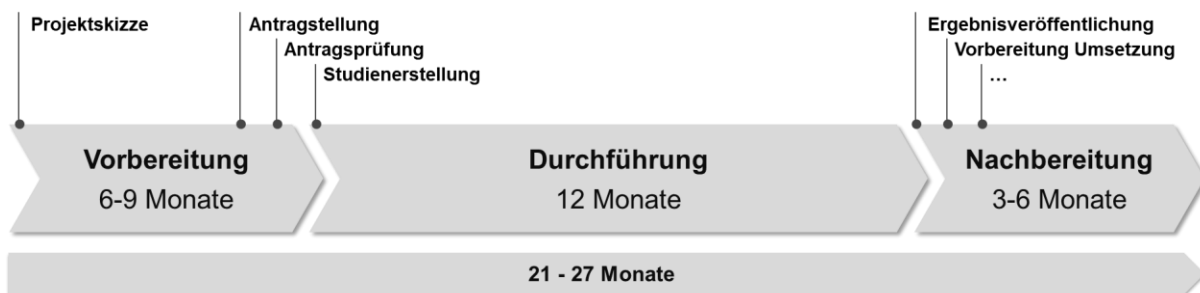 Projektskizze
Antragstellung
Antragsprüfung
Studienerstellung
Ergebnisveröffentlichung
Vorbereitung Umsetzung
...
Vorbereitung
6-9 Monate
Durchführung
12 Monate
Nachbereitung
3-6 Monate
21 - 27 Monate